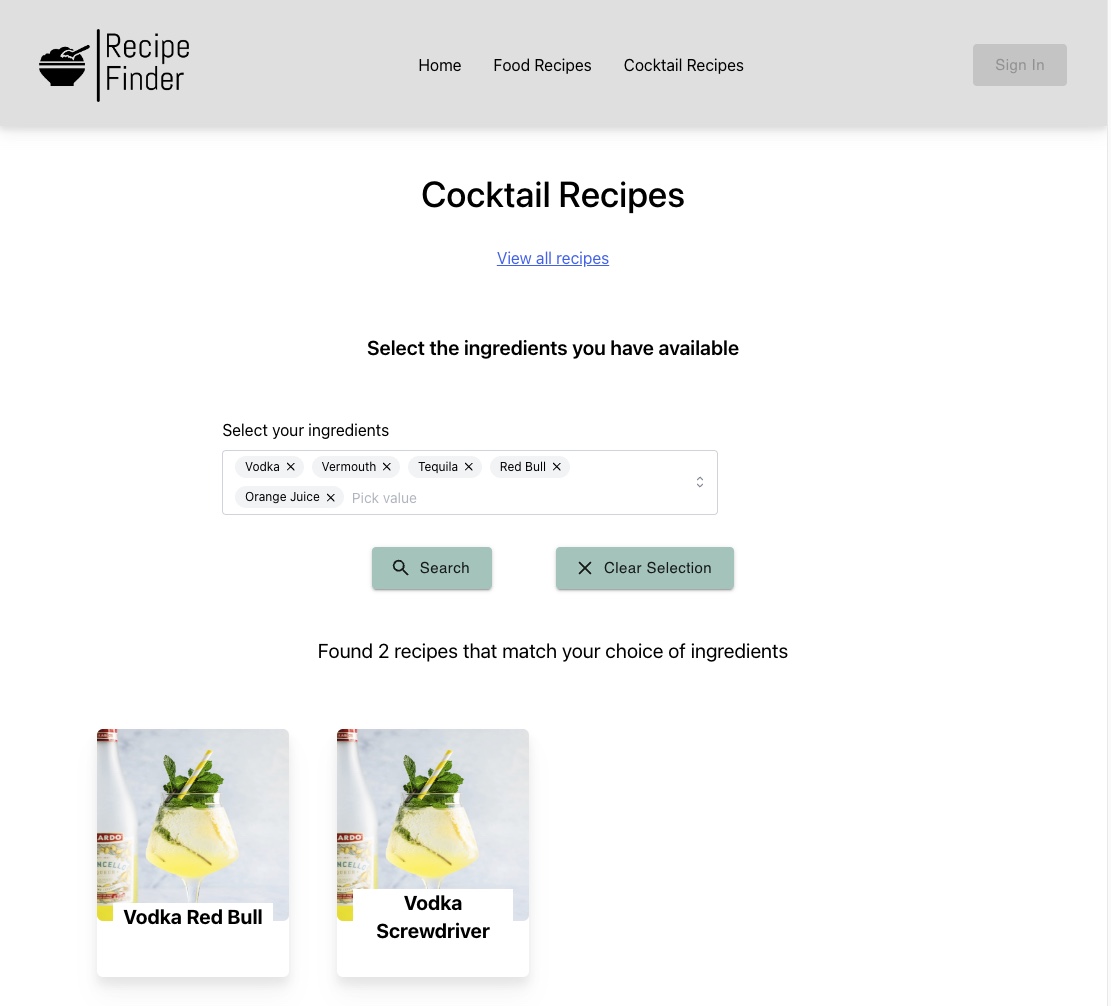 Recipe
Finder
Home Food Recipes Cocktail Recipes
Sign In
Cocktail Recipes
View all recipes
Select the ingredients you have available
Select your ingredients
Vodka Vermouth Tequila Red Bull
Orange Juice Pick value
Search Clear Selection
Found 2 recipes that match your choice of ingredients
ARDO
NCELL
ARDO
NCELL
Vodka Red Bull
Vodka
Screwdriver